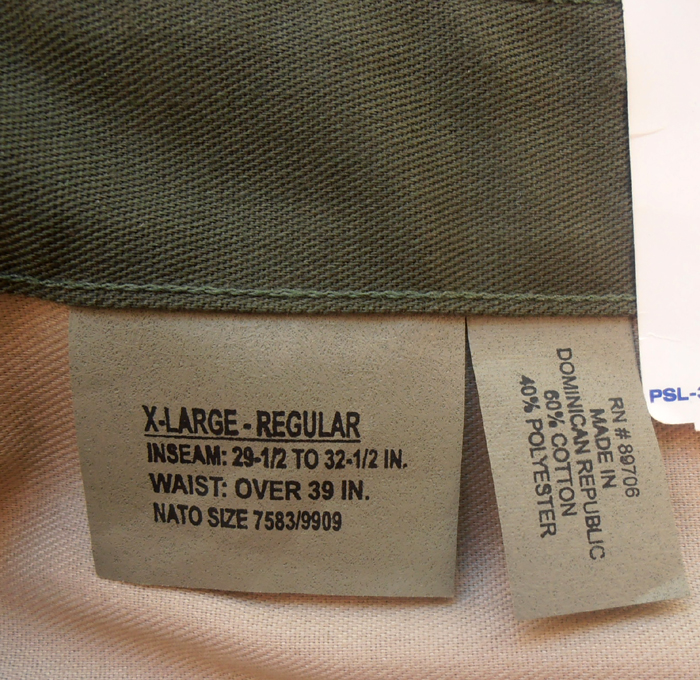 X-LARGE - REGULAR
INSEAM: 29-1/2 TO 32-1/2 IN.
WAIST: OVER 39 IN.
NATO SIZE 7583/9909
RN # 89706
MADE IN
DOMINICAN REPUBLIC
60% COTTON
40% POLYESTER